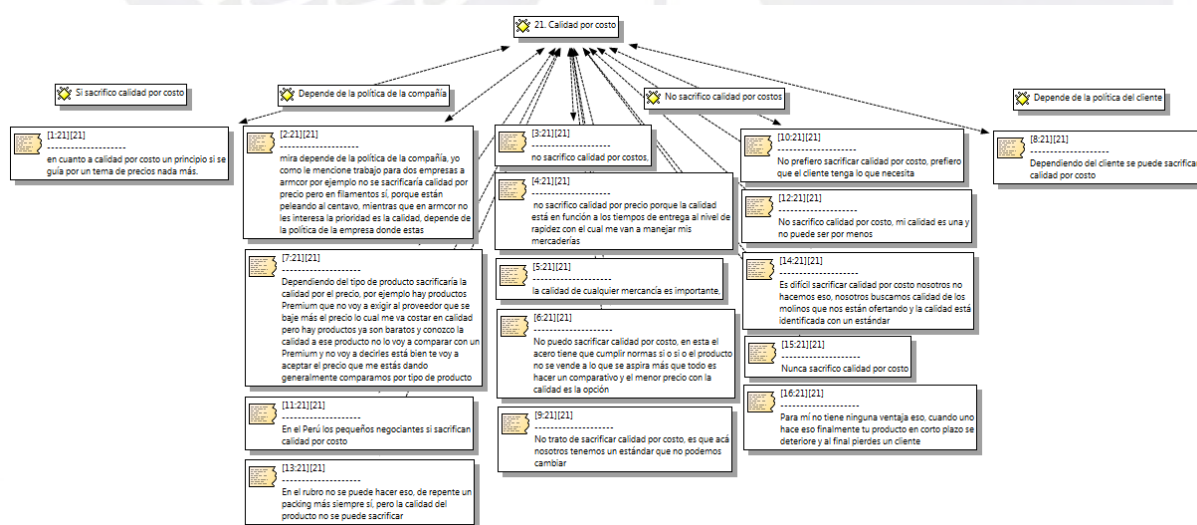 21. Calidad por costo
Si sacrifico calidad por costo
Depende de la política de la compañía
No sacrifico calidad por costos
Depende de la política del cliente
[1:21][21]
--------------------
en cuanto a calidad por costo un principio si se
guía por un tema de precios nada más.
[2:21][21]
--------------------
mira depende de la política de la compañía, yo
como le mencione trabajo para dos empresas a
armcor por ejemplo no se sacrificaría calidad por
precio pero en filamentos sí, porque están
peleando al centavo, mientras que en armcor no
les interesa la prioridad es la calidad, depende de
la política de la empresa donde estas
[7:21][21]
--------------------
Dependiendo del tipo de producto sacrificaría la
calidad por el precio, por ejemplo hay productos
Premium que no voy a exigir al proveedor que se
baje más el precio lo cual me va costar en calidad
pero hay productos ya son baratos y conozco la
calidad a ese producto no lo voy a comparar con un
Premium y no voy a decirles está bien te voy a
aceptar el precio que me estás dando
generalmente comparamos por tipo de producto
[11:21][21]
--------------------
En el Perú los pequeños negociantes si sacrifican
calidad por costo
[13:21][21]
--------------------
En el rubro no se puede hacer eso, de repente un
packing más siempre sí, pero la calidad del
producto no se puede sacrificar
[3:21][21]
--------------------
no sacrifico calidad por costos,
[4:21][21]
--------------------
no sacrifico calidad por precio porque la calidad
está en función a los tiempos de entrega al nivel de
rapidez con el cual me van a manejar mis
mercaderías
[5:21][21]
--------------------
la calidad de cualquier mercancía es importante,
[6:21][21]
--------------------
No puedo sacrificar calidad por costo, en esta el
acero tiene que cumplir normas si o si o el producto
no se vende a lo que se aspira más que todo es
hacer un comparativo y el menor precio con la
calidad es la opción
[9:21][21]
--------------------
No trato de sacrificar calidad por costo, es que acá
nosotros tenemos un estándar que no podemos
cambiar
[10:21][21]
--------------------
No prefiero sacrificar calidad por costo, prefiero
que el cliente tenga lo que necesita
[12:21][21]
--------------------
No sacrifico calidad por costo, mi calidad es una y
no puede ser por menos
[14:21][21]
--------------------
Es difícil sacrificar calidad por costo nosotros no
hacemos eso, nosotros buscamos calidad de los
molinos que nos están ofertando y la calidad está
identificada con un estándar
[15:21][21]
--------------------
Nunca sacrifico calidad por costo
[16:21][21]
--------------------
Para mí no tiene ninguna ventaja eso, cuando uno
hace eso finalmente tu producto en corto plazo se
deteriore y al final pierdes un cliente
[8:21][21]
--------------------
Dependiendo del cliente se puede sacrificar
calidad por costo